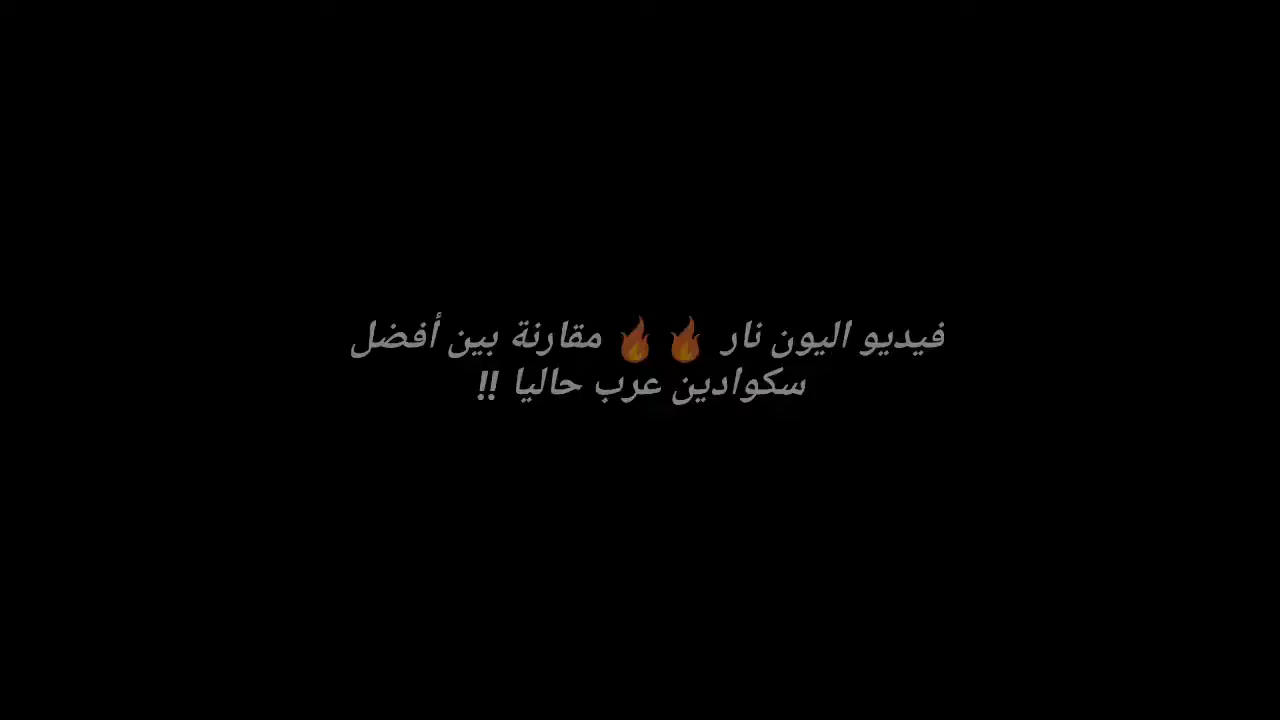 فيديو اليون نار 🔥🔥 مقارنة بين أفضل
سكوادين عرب حاليا !!